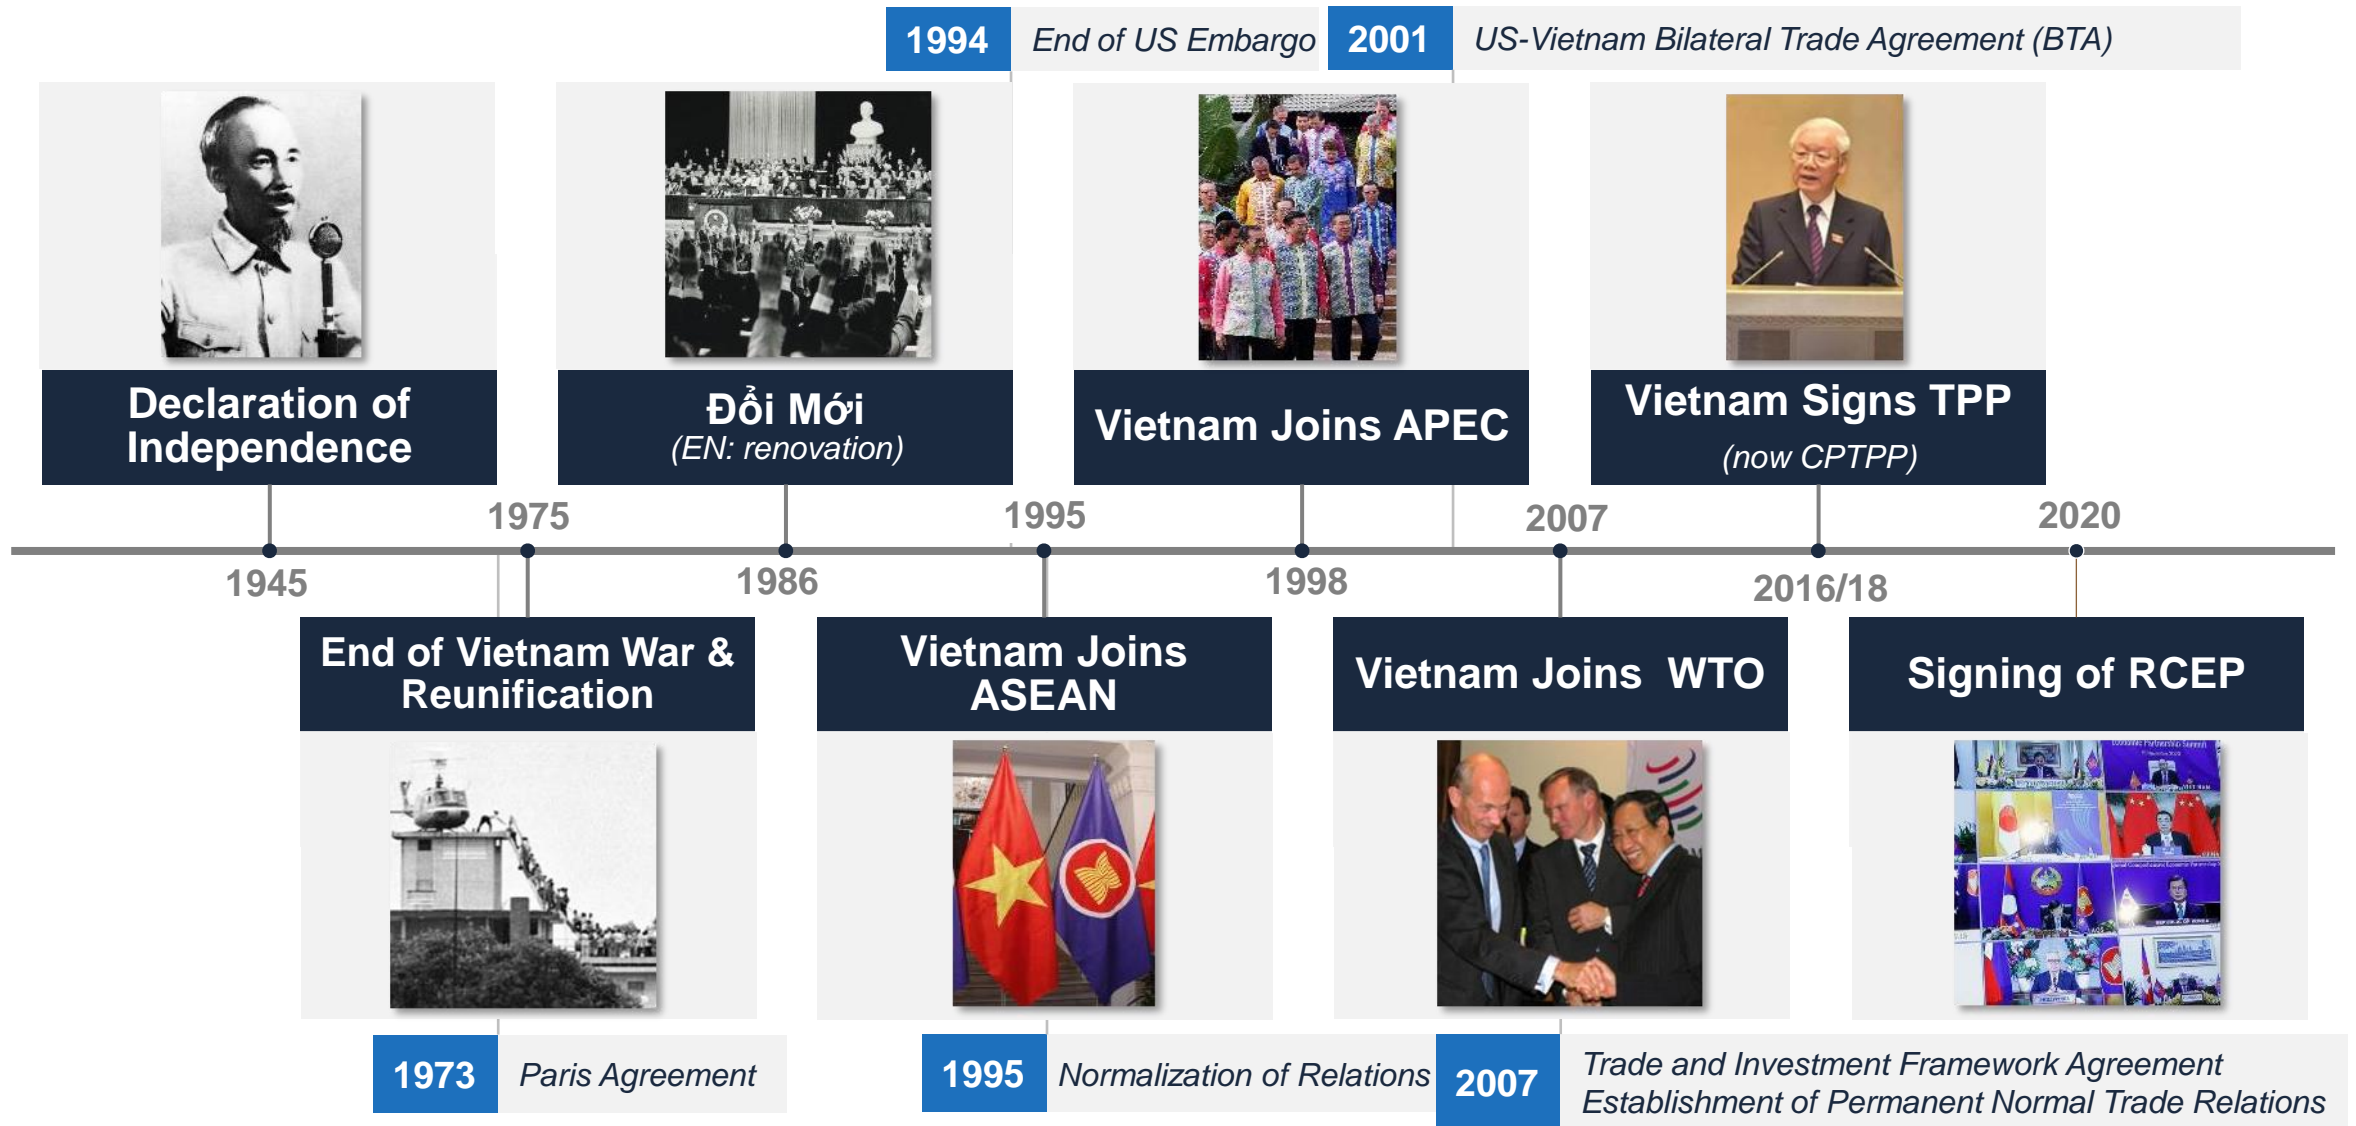 1994
End of US Embargo
2001
US-Vietnam Bilateral Trade Agreement (BTA)
Declaration of
Independence
Đổi Mới
(EN: renovation)
Vietnam Joins APEC
Vietnam Signs TPP
(now CPTPP)
1975
1995
2007
2020
1945
1986
1998
2016/18
End of Vietnam War &
Reunification
Vietnam Joins
ASEAN
Vietnam Joins  WTO
Signing of RCEP
1973
Paris Agreement
1995
Normalization of Relations
2007
Trade and Investment Framework Agreement
Establishment of Permanent Normal Trade Relations